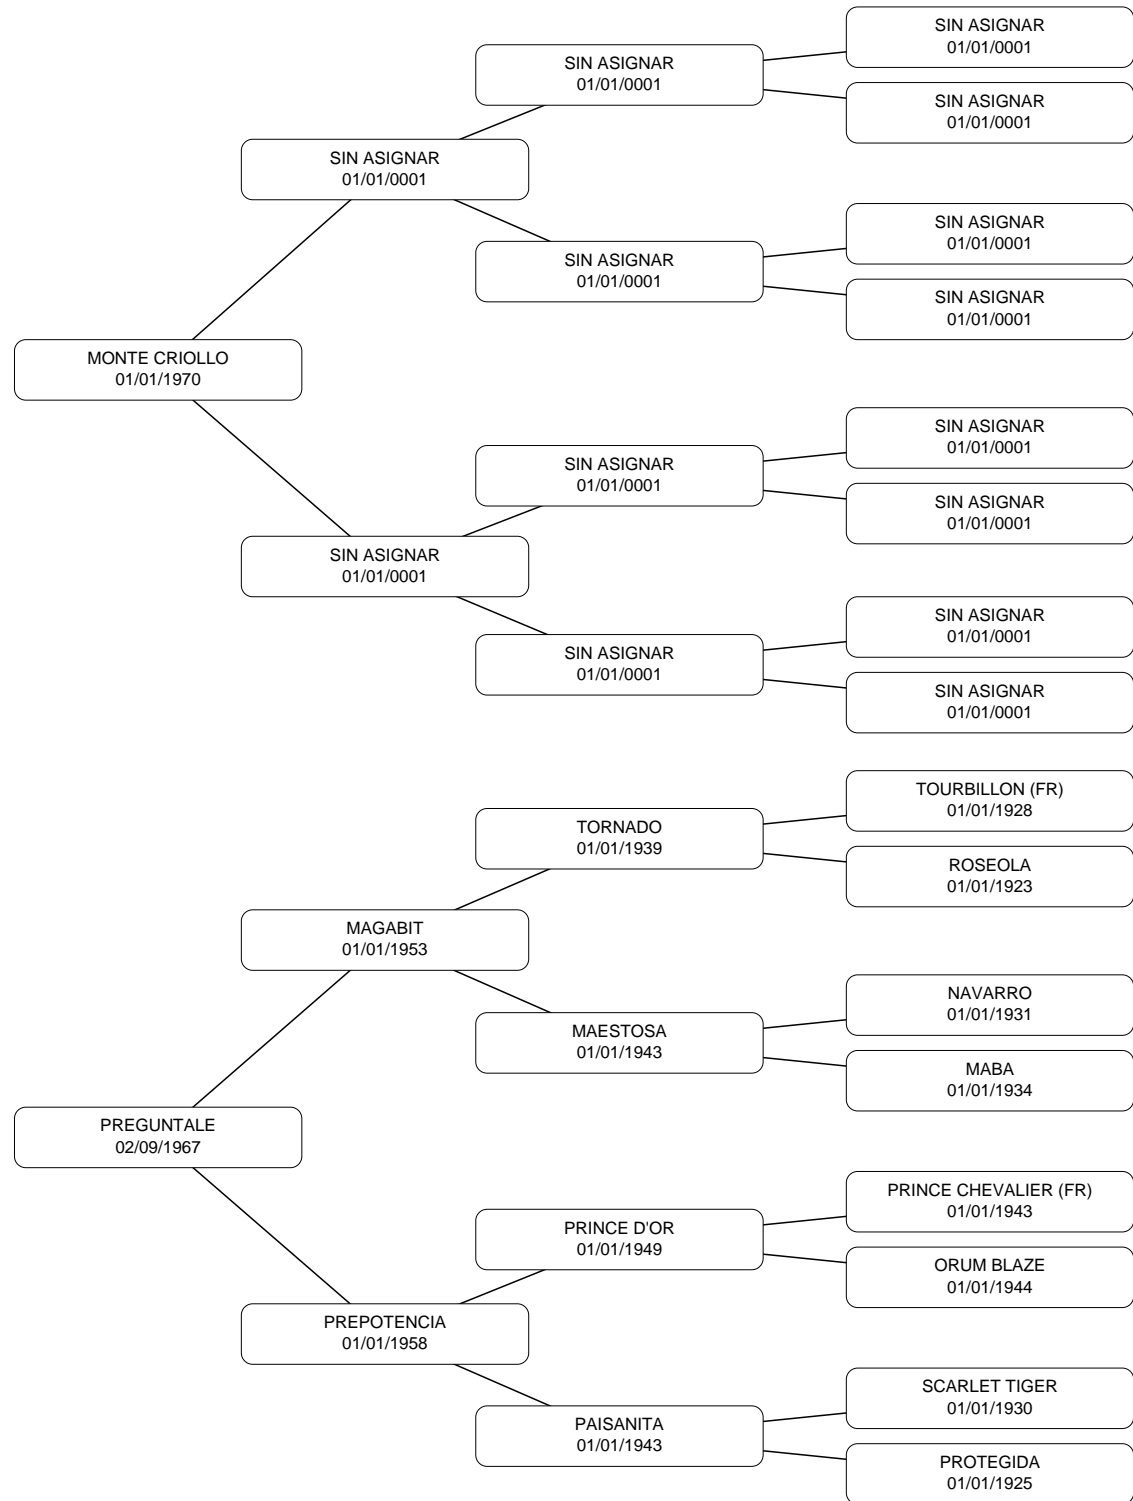 SIN ASIGNAR
01/01/0001
SIN ASIGNAR
01/01/0001
SIN ASIGNAR
01/01/0001
SIN ASIGNAR
01/01/0001
SIN ASIGNAR
01/01/0001
SIN ASIGNAR
01/01/0001
SIN ASIGNAR
01/01/0001
MONTE CRIOLLO
01/01/1970
SIN ASIGNAR
01/01/0001
SIN ASIGNAR
01/01/0001
SIN ASIGNAR
01/01/0001
SIN ASIGNAR
01/01/0001
SIN ASIGNAR
01/01/0001
SIN ASIGNAR
01/01/0001
SIN ASIGNAR
01/01/0001
TOURBILLON (FR)
01/01/1928
TORNADO
01/01/1939
ROSEOLA
01/01/1923
MAGABIT
01/01/1953
NAVARRO
01/01/1931
MAESTOSA
01/01/1943
MABA
01/01/1934
PREGUNTALE
02/09/1967
PRINCE CHEVALIER (FR)
01/01/1943
PRINCE D'OR
01/01/1949
ORUM BLAZE
01/01/1944
PREPOTENCIA
01/01/1958
SCARLET TIGER
01/01/1930
PAISANITA
01/01/1943
PROTEGIDA
01/01/1925